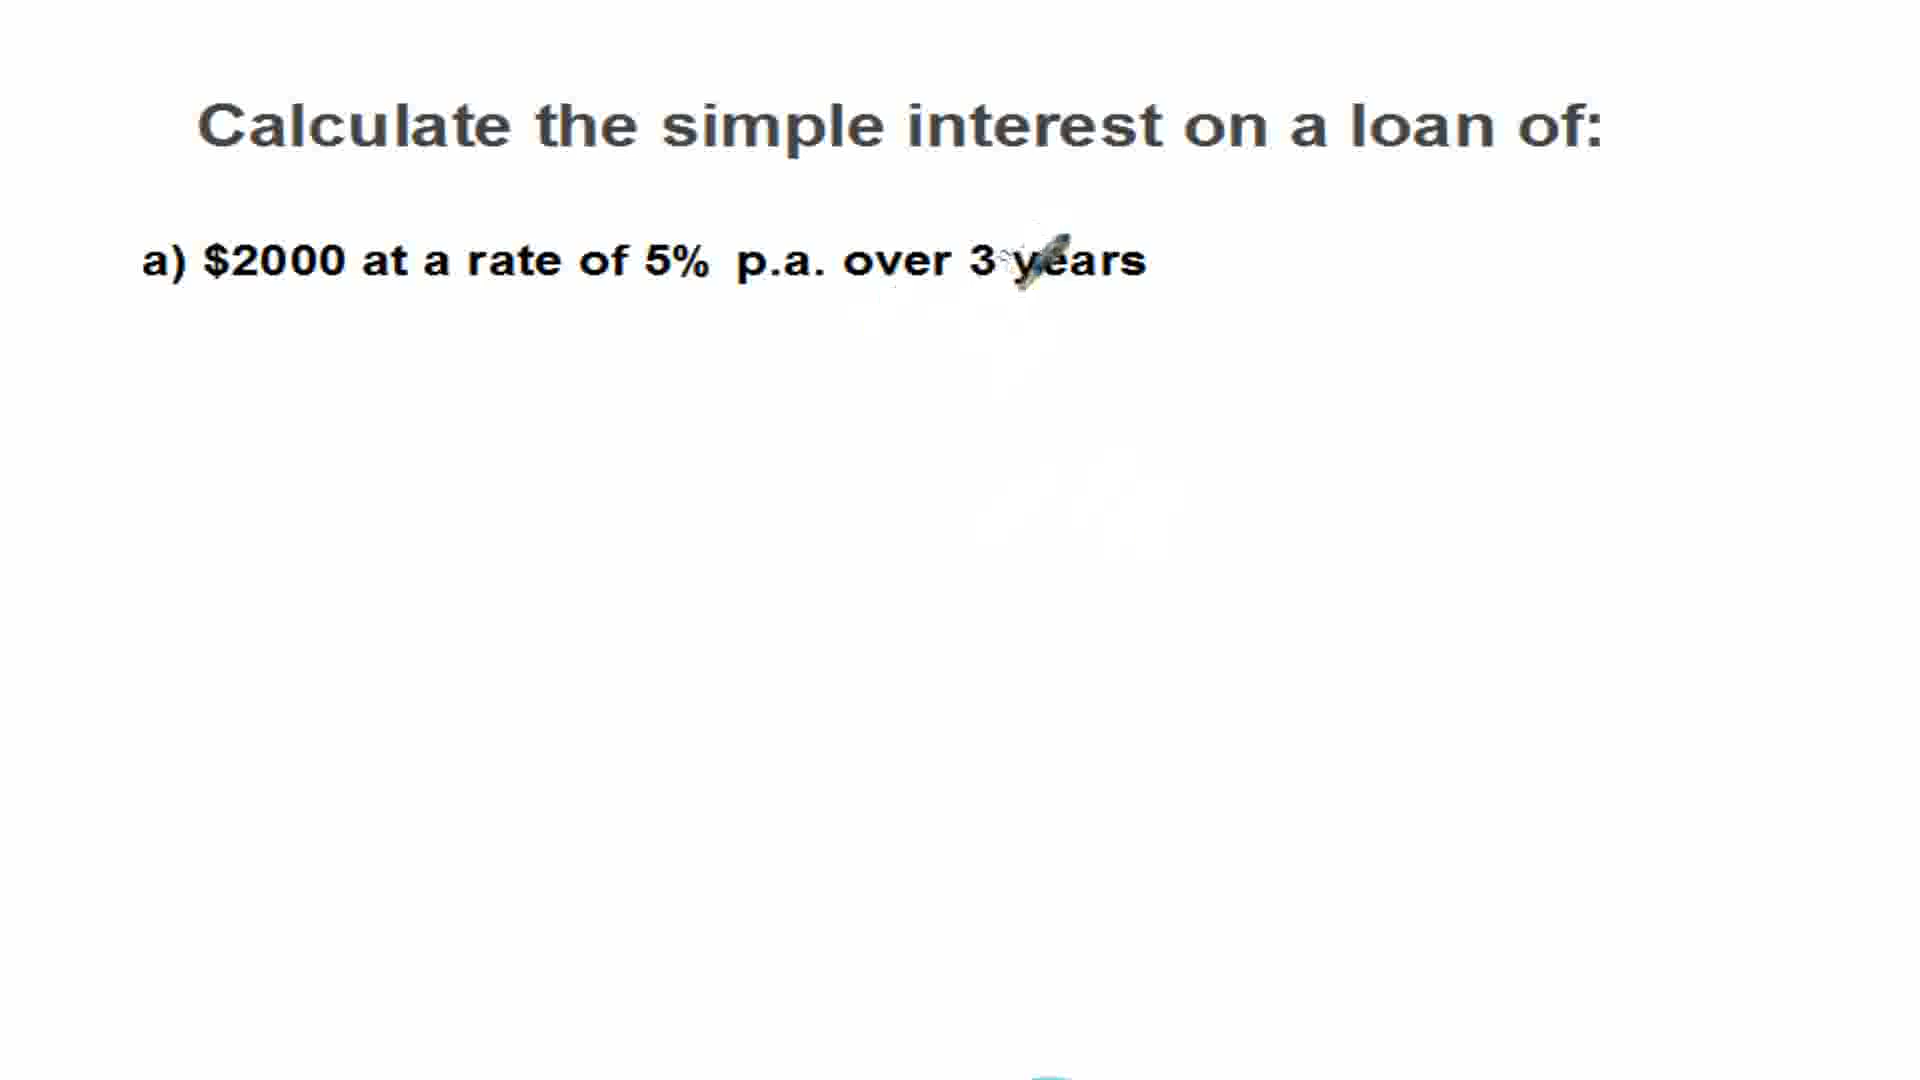 Calculate the simple interest on a loan of:
a) $2000 at a rate of 5% p.a. over 3 years